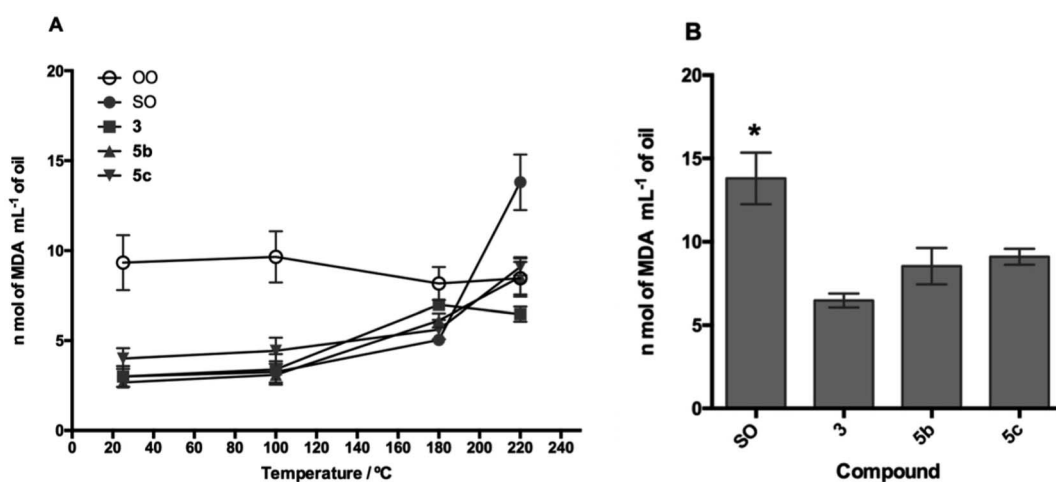 A
n mol of MDA mL⁻¹ of oil
20
15
10
5
0
OO
SO
3
5b
5c
0 20 40 60 80 100 120 140 160 180 200 220 240
Temperature / ºC
B
n mol of MDA mL⁻¹ of oil
20
15
10
5
0
*
SO 3 5b 5c
Compound